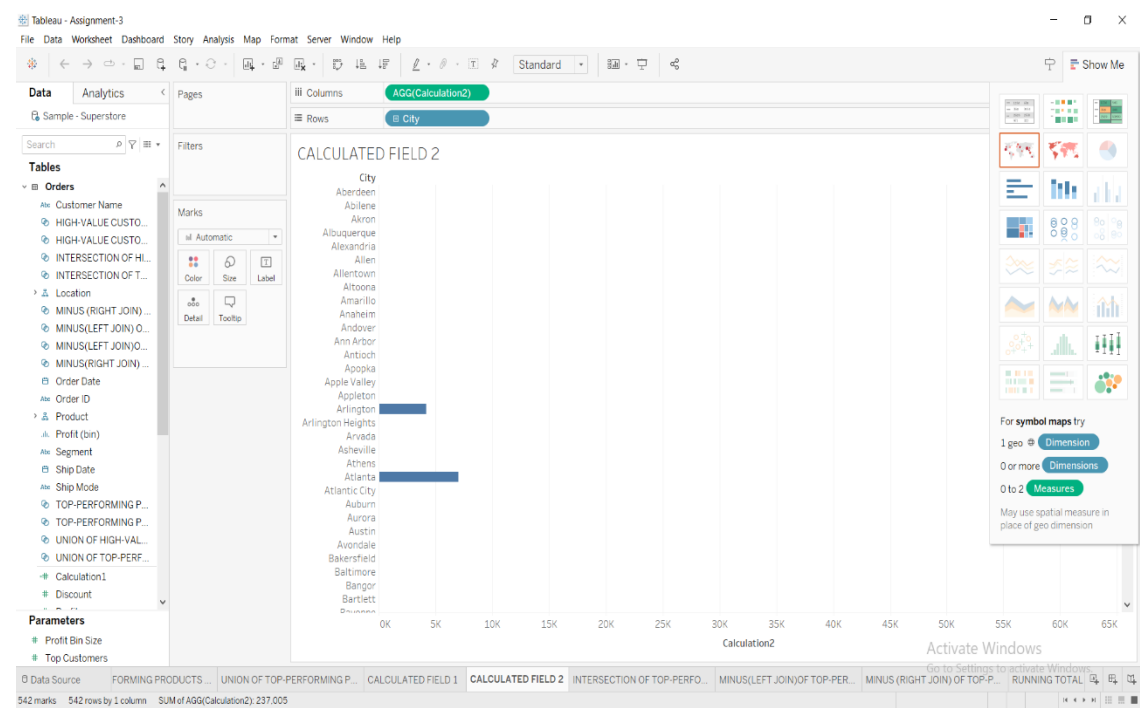 Tableau - Assignment-3
File Data Worksheet Dashboard Story Analysis Map Format Server Window Help
Standard
Show Me
Data Analytics
Sample - Superstore
Search
Tables
Orders
Abc Customer Name
HIGH-VALUE CUSTO...
HIGH-VALUE CUSTO...
INTERSECTION OF HI...
INTERSECTION OF T...
Location
MINUS (RIGHT JOIN) ...
MINUS(LEFT JOIN) O...
MINUS(LEFT JOIN)O...
MINUS(RIGHT JOIN) ...
Order Date
Abc Order ID
Product
Profit (bin)
Abc Segment
Ship Date
Abc Ship Mode
TOP-PERFORMING P...
TOP-PERFORMING P...
UNION OF HIGH-VAL...
UNION OF TOP-PERF...
Calculation1
Discount
Parameters
Profit Bin Size
Top Customers
Pages
Filters
Marks
Automatic
Color Size Label
Detail Tooltip
Columns AGG(Calculation2)
Rows City
CALCULATED FIELD 2
City
Aberdeen
Abilene
Akron
Albuquerque
Alexandria
Allen
Allentown
Altoona
Amarillo
Anaheim
Andover
Ann Arbor
Antioch
Apopka
Apple Valley
Appleton
Arlington
Arlington Heights
Arvada
Asheville
Athens
Atlanta
Atlantic City
Auburn
Aurora
Austin
Avondale
Bakersfield
Baltimore
Bangor
Bartlett
0K 5K 10K 15K 20K 25K 30K 35K 40K 45K 50K 55K 60K 65K
Calculation2
For symbol maps try
1 geo Dimension
0 or more Dimensions
0 to 2 Measures
May use spatial measure in
place of geo dimension
Activate Windows
Go to Settings to activate Windows.
Data Source FORMING PRODUCTS ... UNION OF TOP-PERFORMING P... CALCULATED FIELD 1 CALCULATED FIELD 2 INTERSECTION OF TOP-PERFO... MINUS(LEFT JOIN)OF TOP-PER... MINUS (RIGHT JOIN) OF TOP-P... RUNNING TOTAL
542 marks 542 rows by 1 column SUM of AGG(Calculation2): 237,005